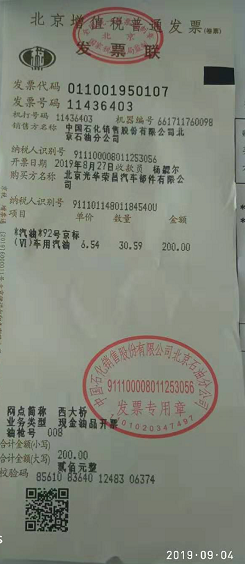 北京增值税普通发票(卷票)
发票联
发票代码 011001950107
发票号码 11436403
机打号码 11436403 机器编号 661711760098
销售方名称 中国石化销售股份有限公司北
京石油分公司
纳税人识别号 91110000801125305G
开票日期 2019年8月27日 收款员
购买方名称 北京光华荣昌汽车部件有限公
司
纳税人识别号 91110114801184540U
项目 单价 数量 金额
*汽油*92号京标
(Ⅵ)车用汽油 6.54 30.59 200.00
中国石化销售股份有限公司北京石油分公司
911100008011253056
发票专用章
网点简称 西大桥
业务类型 现金油品开票
油枪号 008
合计金额(小写)
200.00
合计金额(大写)
贰佰元整
校验码 85610 83640 12483 06374
2019-09-04